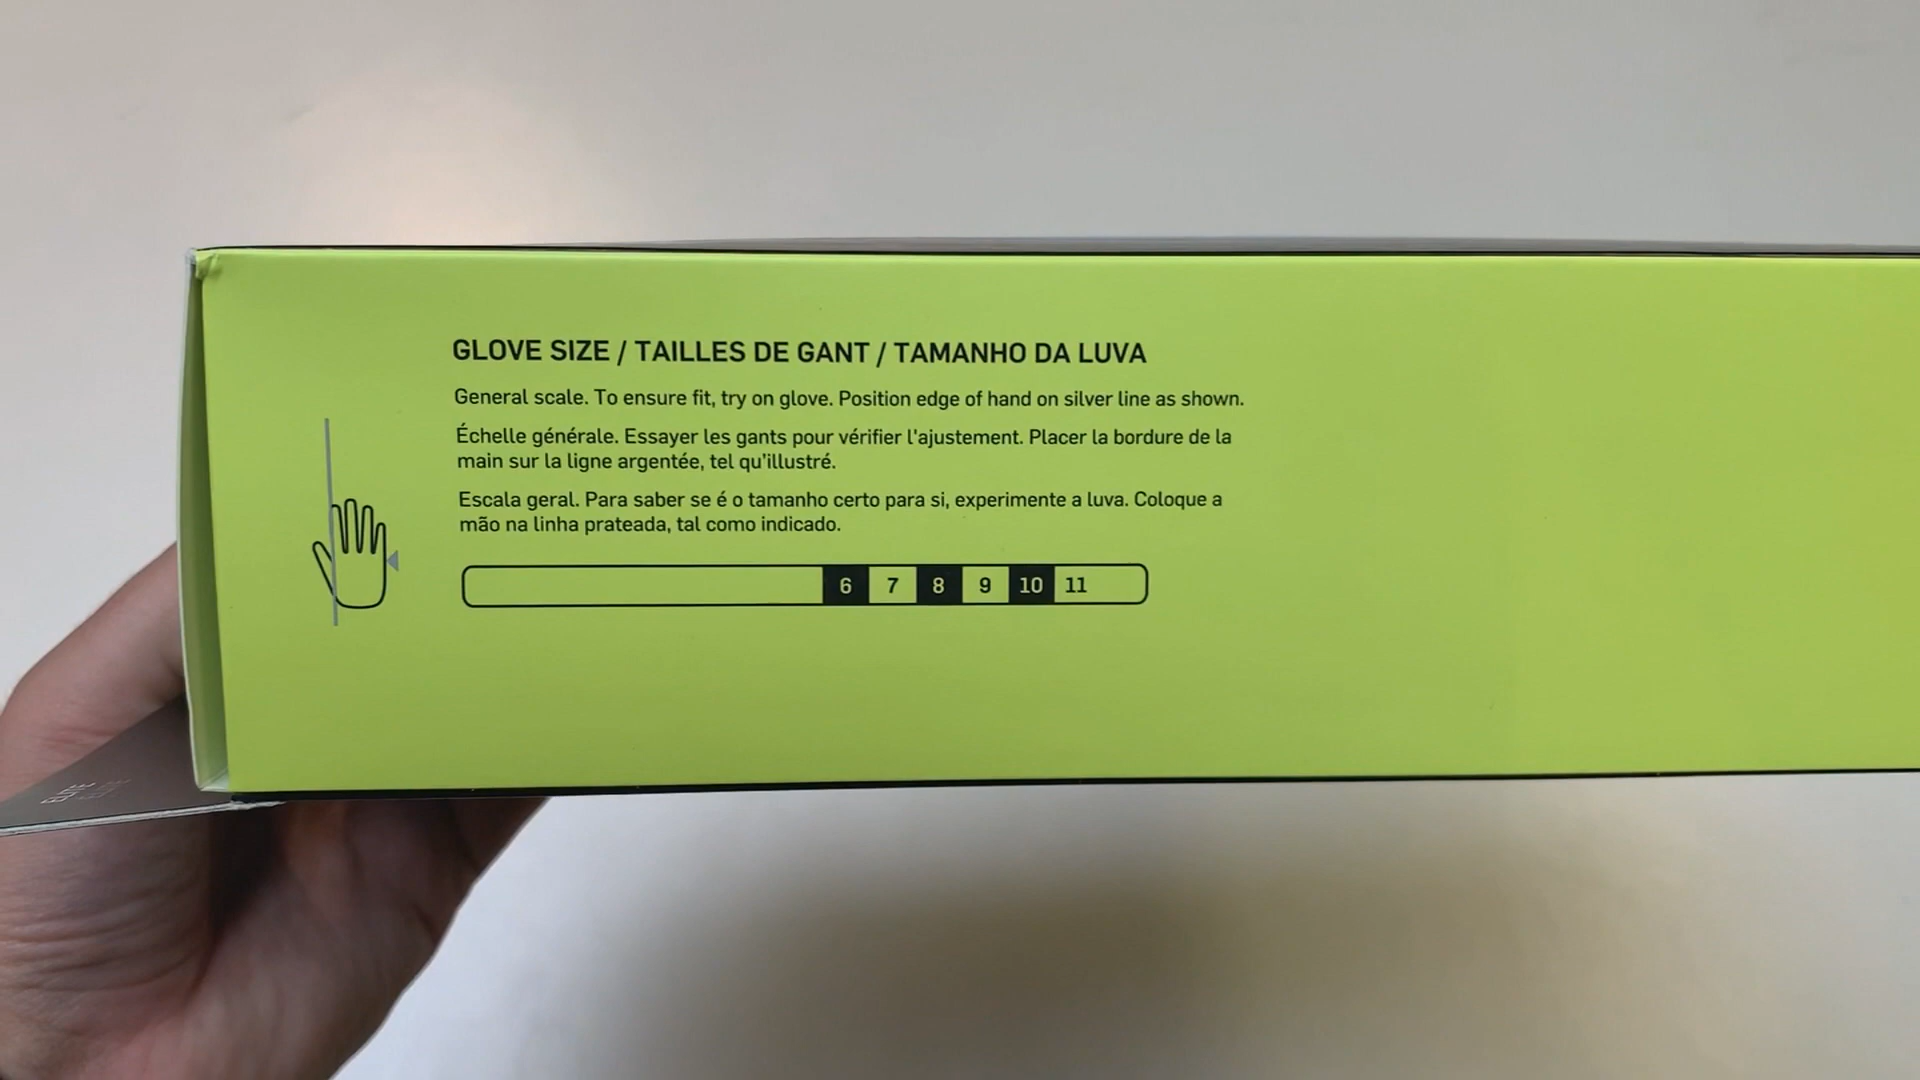 GLOVE SIZE / TAILLES DE GANT / TAMANHO DA LUVA
General scale. To ensure fit, try on glove. Position edge of hand on silver line as shown.
Échelle générale. Essayer les gants pour vérifier l'ajustement. Placer la bordure de la
main sur la ligne argentée, tel qu'illustré.
Escala geral. Para saber se é o tamanho certo para si, experimente a luva. Coloque a
mão na linha prateada, tal como indicado.
6 7 8 9 10 11